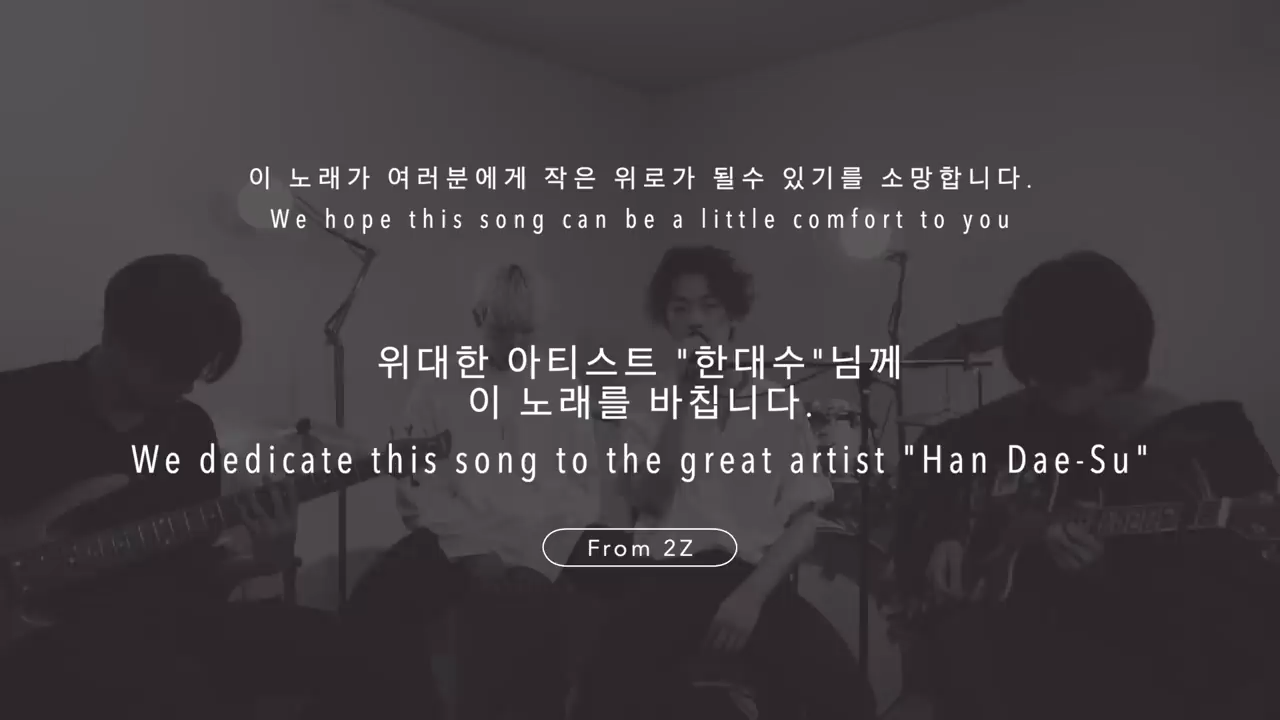 이 노래가 여러분에게 작은 위로가 될수 있기를 소망합니다.
We hope this song can be a little comfort to you
위대한 아티스트 "한대수"님께
이 노래를 바칩니다.
We dedicate this song to the great artist "Han Dae-Su"
From 2Z